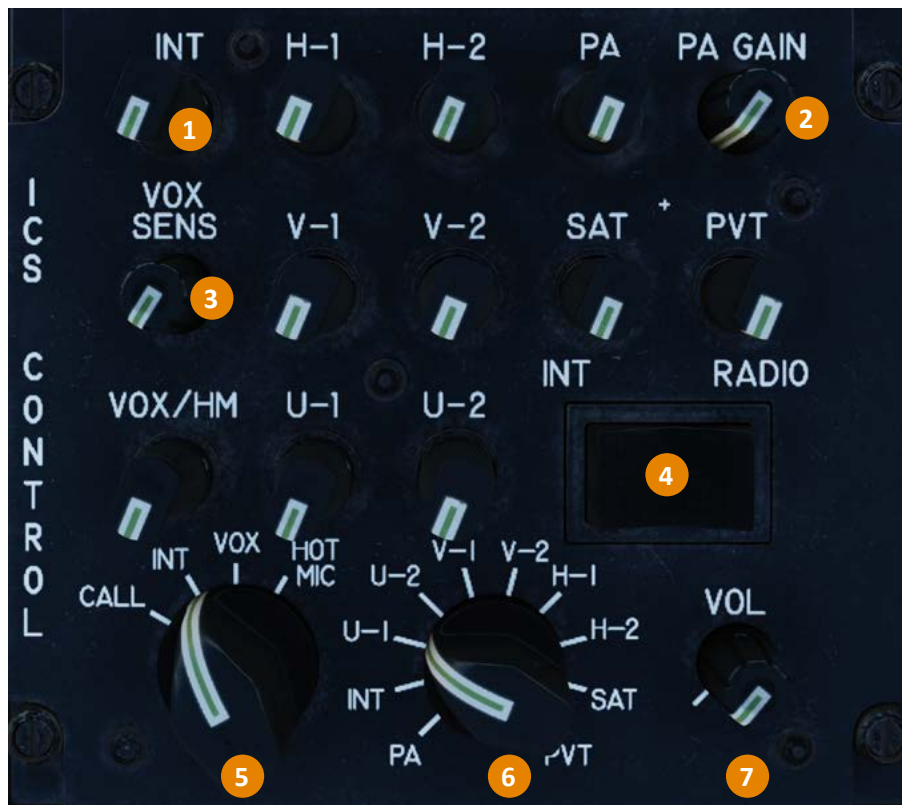 INT H-1 H-2 PA PA GAIN
1
2
ICS CONTROL
VOX
SENS V-1 V-2 SAT + PVT
3
INT RADIO
VOX/HM U-1 U-2
4
CALL INT VOX HOT
MIC
PA INT U-1 U-2 V-1 V-2 H-1 H-2 SAT PVT
VOL
5
6
7